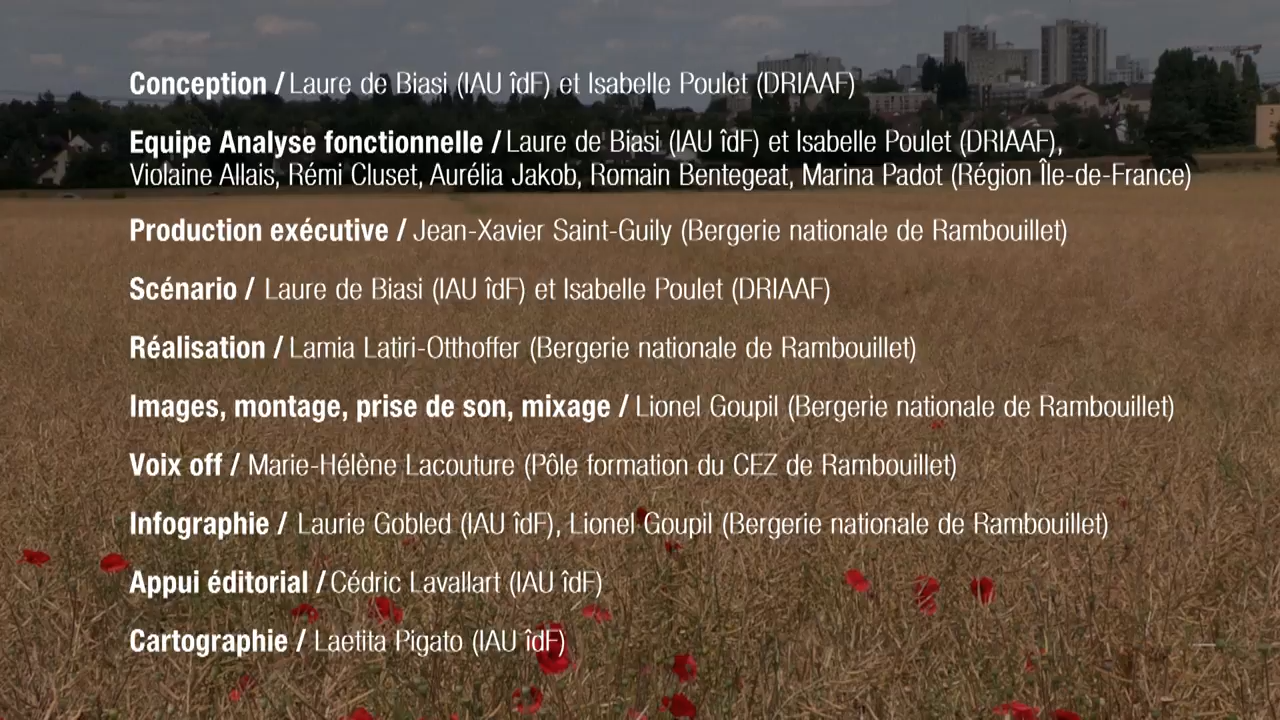 Conception / Laure de Biasi (IAU îdF) et Isabelle Poulet (DRIAAF)
Equipe Analyse fonctionnelle / Laure de Biasi (IAU îdF) et Isabelle Poulet (DRIAAF),
Violaine Allais, Rémi Cluset, Aurélia Jakob, Romain Bentegeat, Marina Padot (Région Île-de-France)
Production exécutive / Jean-Xavier Saint-Guily (Bergerie nationale de Rambouillet)
Scénario / Laure de Biasi (IAU îdF) et Isabelle Poulet (DRIAAF)
Réalisation / Lamia Latiri-Otthoffer (Bergerie nationale de Rambouillet)
Images, montage, prise de son, mixage / Lionel Goupil (Bergerie nationale de Rambouillet)
Voix off / Marie-Hélène Lacouture (Pôle formation du CEZ de Rambouillet)
Infographie / Laurie Gobled (IAU îdF), Lionel Goupil (Bergerie nationale de Rambouillet)
Appui éditorial / Cédric Lavallart (IAU îdF)
Cartographie / Laetita Pigato (IAU îdF)